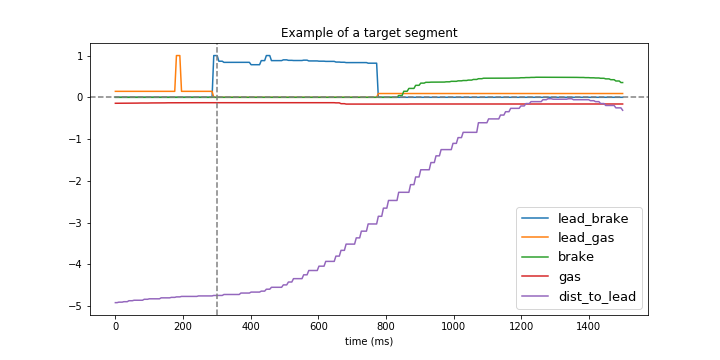 Example of a target segment
1
0
−1
−2
−3
−4
−5
0
200
400
600
800
1000
1200
1400
time (ms)
lead_brake
lead_gas
brake
gas
dist_to_lead